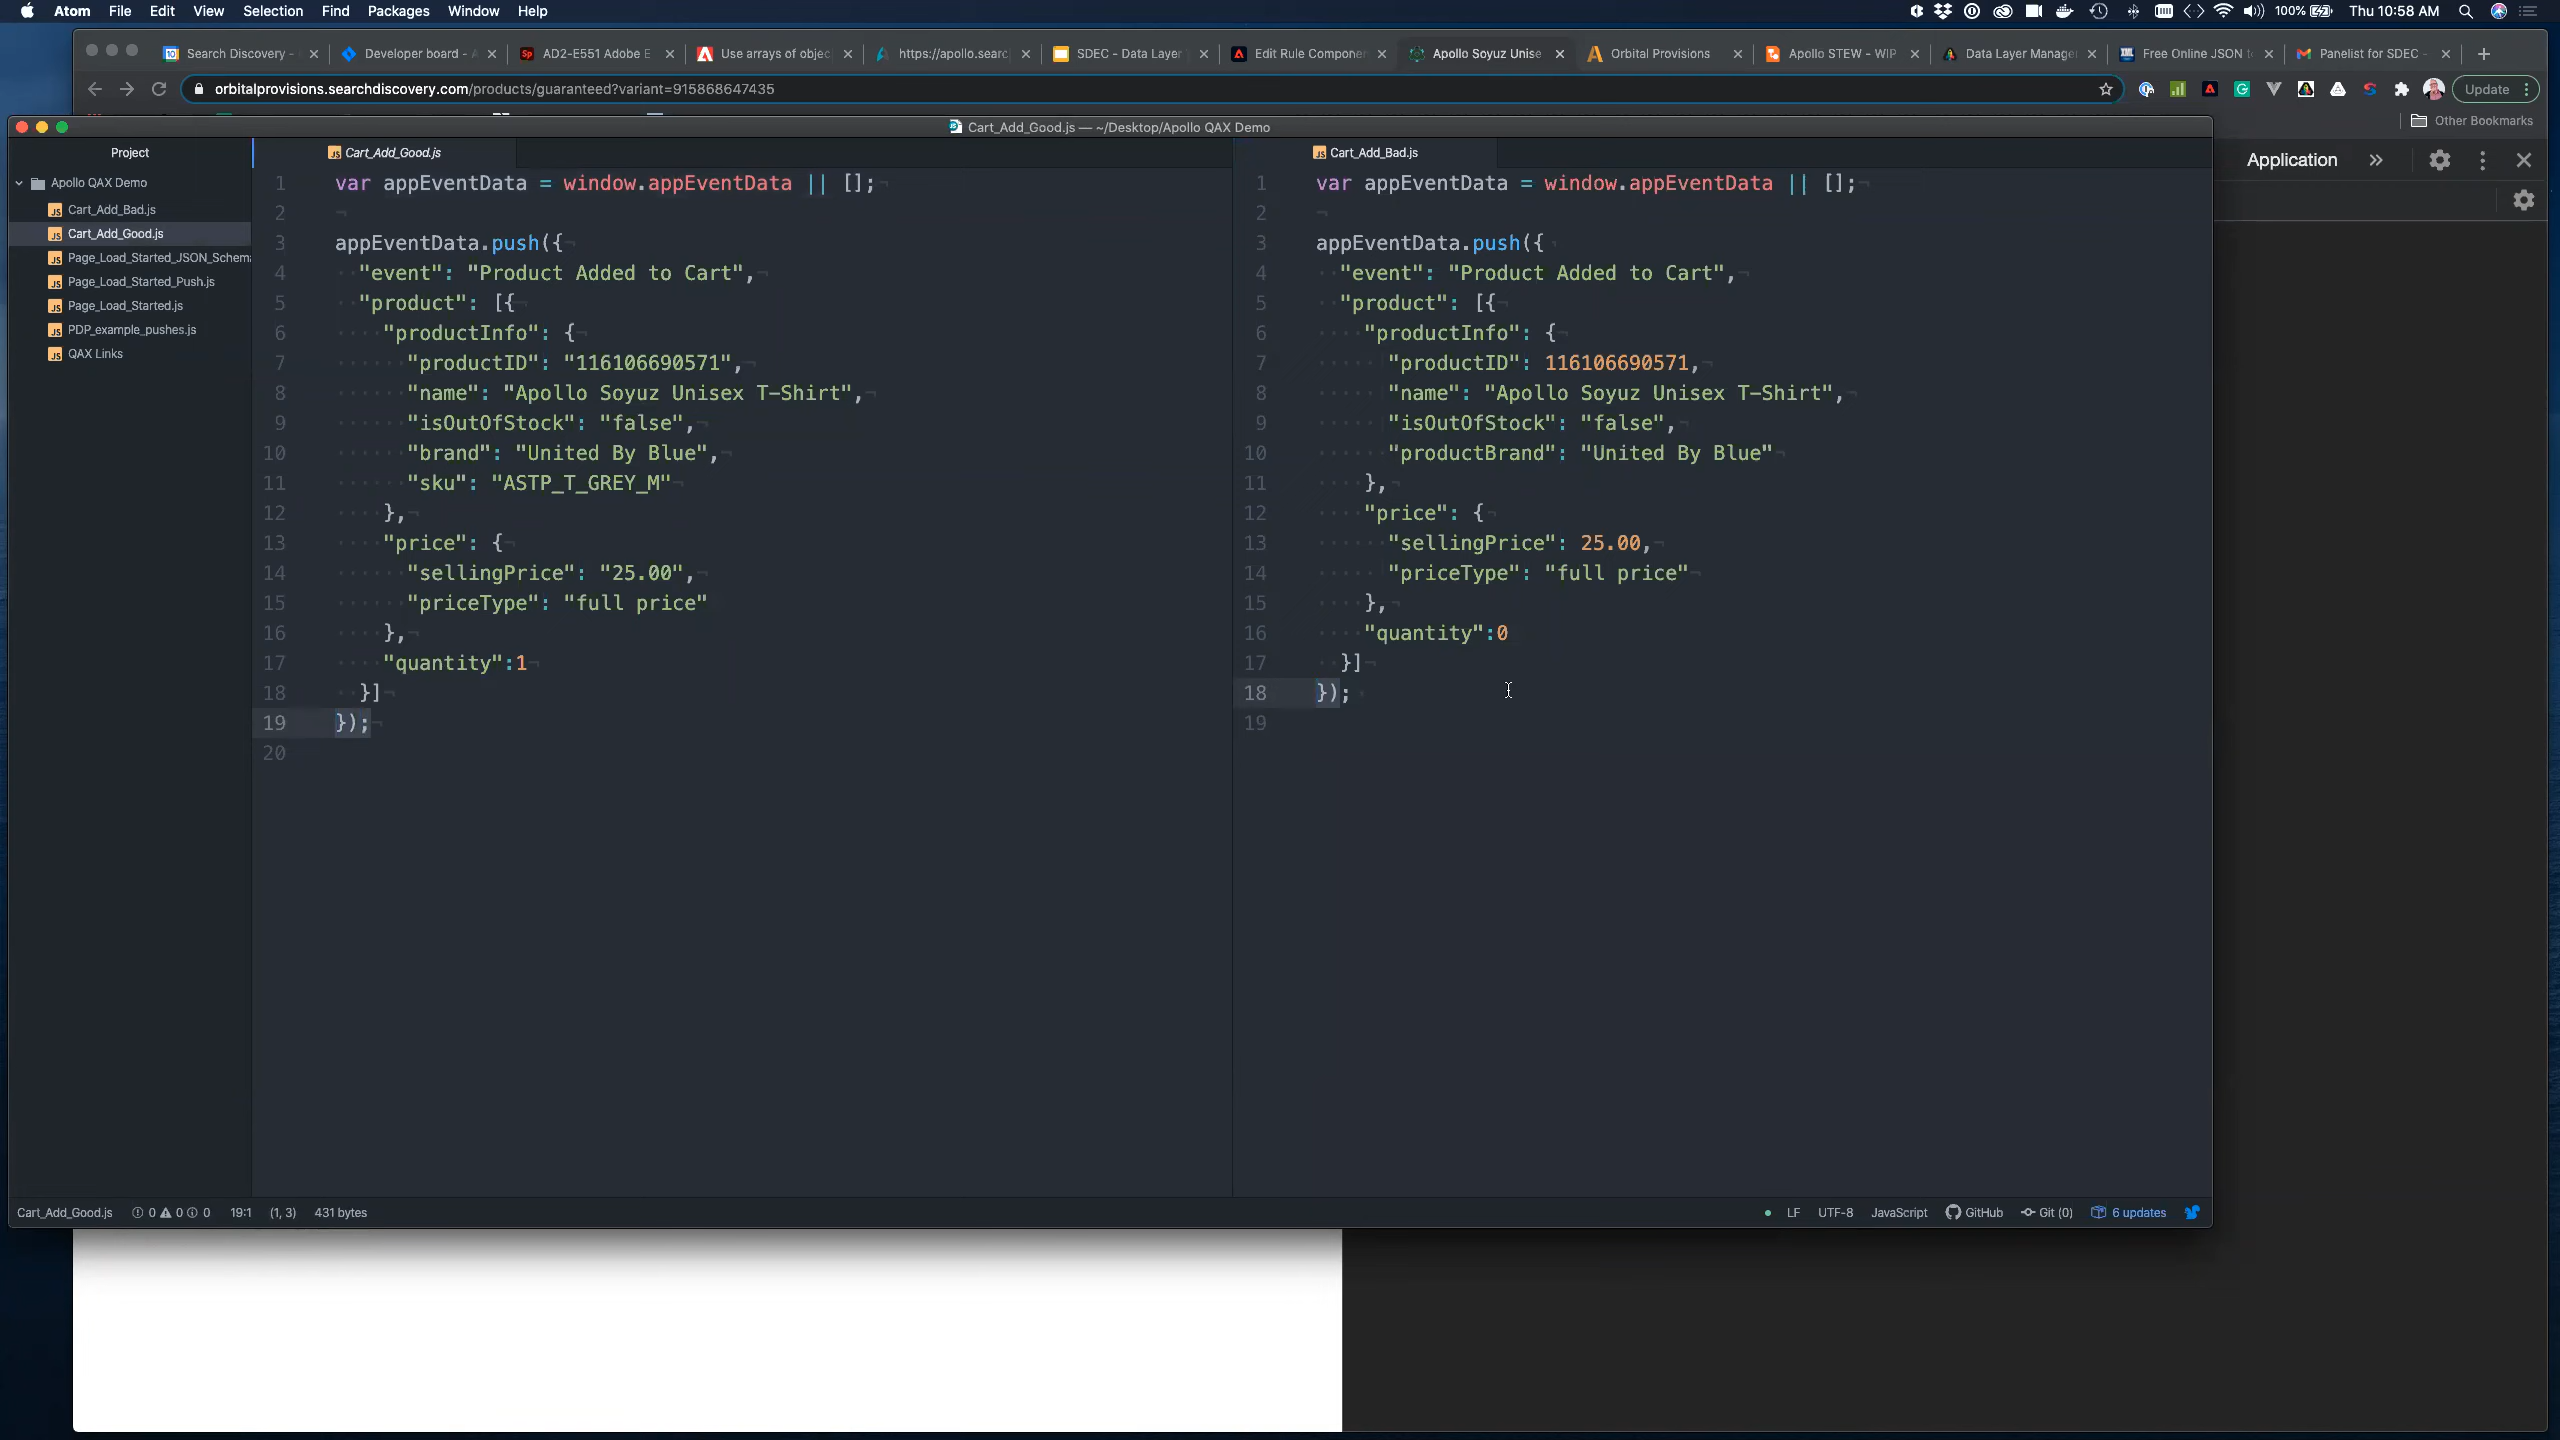 Atom File Edit View Selection Find Packages Window Help 100% Thu 10:58 AM
Search Discovery - Developer board - A AD2-E551 Adobe E Use arrays of objec https://apollo.searc SDEC - Data Layer Edit Rule Componen Apollo Soyuz Unise Orbital Provisions Apollo STEW - WIP Data Layer Manage Free Online JSON t Panelist for SDEC -
orbitalprovisions.searchdiscovery.com/products/guaranteed?variant=915868647435 Update
Other Bookmarks
Cart_Add_Good.js — ~/Desktop/Apollo QAX Demo
Application
Project
Apollo QAX Demo
Cart_Add_Bad.js
Cart_Add_Good.js
Page_Load_Started_JSON_Schema
Page_Load_Started_Push.js
Page_Load_Started.js
PDP_example_pushes.js
QAX Links
Cart_Add_Good.js
1 var appEventData = window.appEventData || [];
2
3 appEventData.push({
4 "event": "Product Added to Cart",
5 "product": [{
6 "productInfo": {
7 "productID": "116106690571",
8 "name": "Apollo Soyuz Unisex T-Shirt",
9 "isOutOfStock": "false",
10 "brand": "United By Blue",
11 "sku": "ASTP_T_GREY_M"
12 },
13 "price": {
14 "sellingPrice": "25.00",
15 "priceType": "full price"
16 },
17 "quantity":1
18 }]
19 });
20
Cart_Add_Bad.js
1 var appEventData = window.appEventData || [];
2
3 appEventData.push({
4 "event": "Product Added to Cart",
5 "product": [{
6 "productInfo": {
7 "productID": 116106690571,
8 "name": "Apollo Soyuz Unisex T-Shirt",
9 "isOutOfStock": "false",
10 "productBrand": "United By Blue"
11 },
12 "price": {
13 "sellingPrice": 25.00,
14 "priceType": "full price"
15 },
16 "quantity":0
17 }]
18 });
19
Cart_Add_Good.js 0 0 0 19:1 (1, 3) 431 bytes LF UTF-8 JavaScript GitHub Git (0) 6 updates